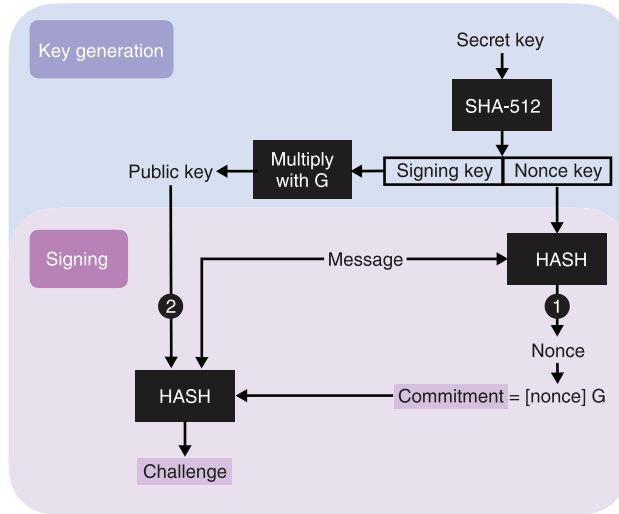 Key generation
Secret key
SHA-512
Signing key
Nonce key
Multiply
with G
Public key
Signing
Message
HASH
1
2
Nonce
Commitment = [nonce] G
HASH
Challenge